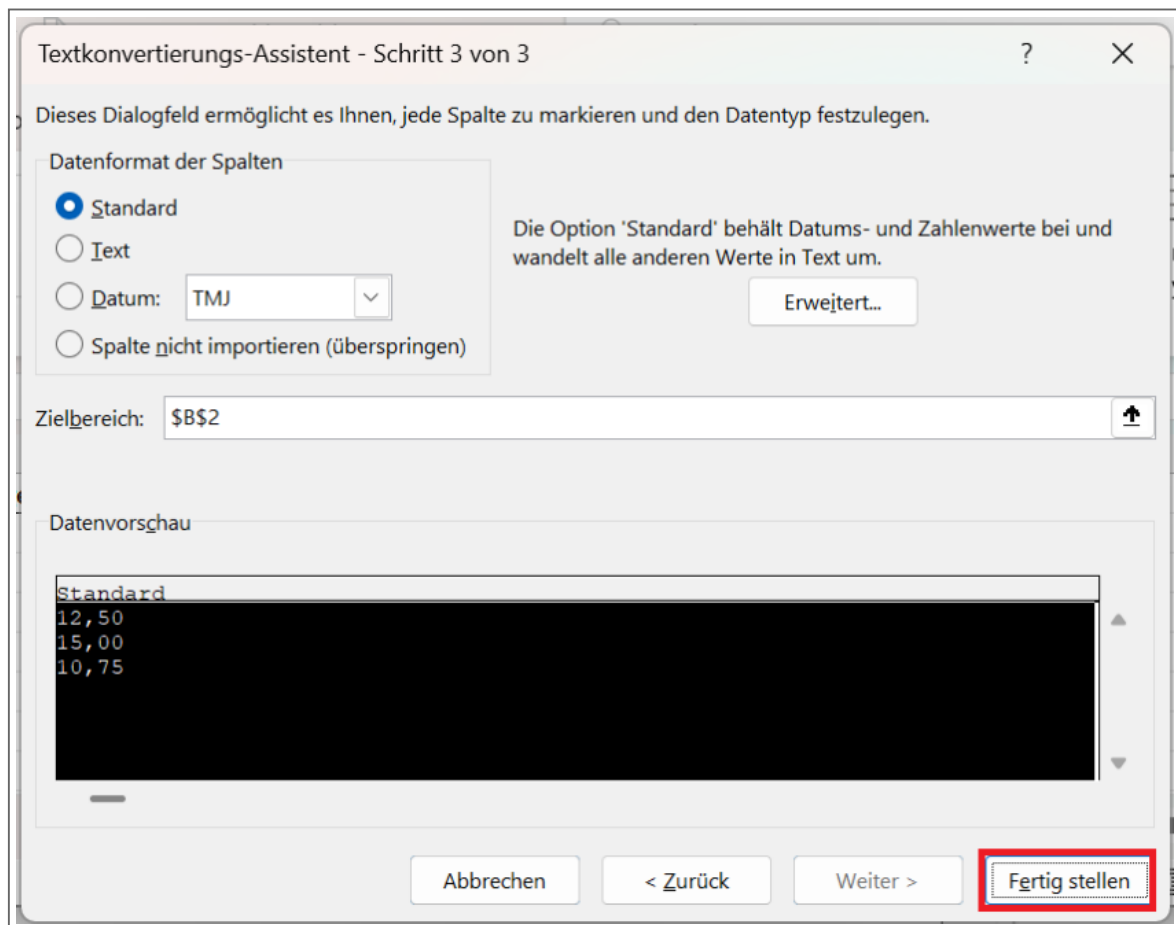 Textkonvertierungs-Assistent - Schritt 3 von 3
?
Dieses Dialogfeld ermöglicht es Ihnen, jede Spalte zu markieren und den Datentyp festzulegen.
Datenformat der Spalten
Standard
Text
Datum: TMJ
Spalte nicht importieren (überspringen)
Die Option 'Standard' behält Datums- und Zahlenwerte bei und
wandelt alle anderen Werte in Text um.
Erweitert...
Zielbereich: $B$2
Datenvorschau
Standard
12,50
15,00
10,75
Abbrechen < Zurück Weiter > Fertig stellen